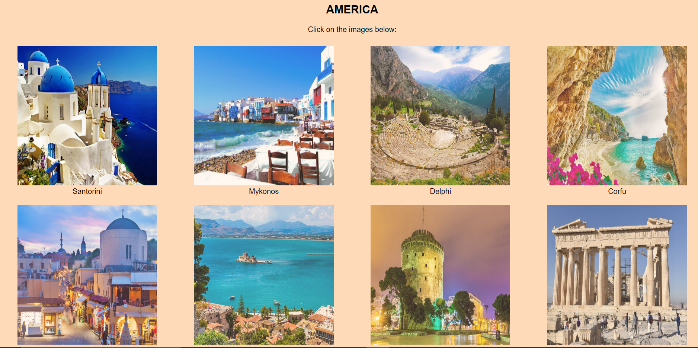 AMERICA
Click on the images below:
Santorini
Mykonos
Delphi
Corfu